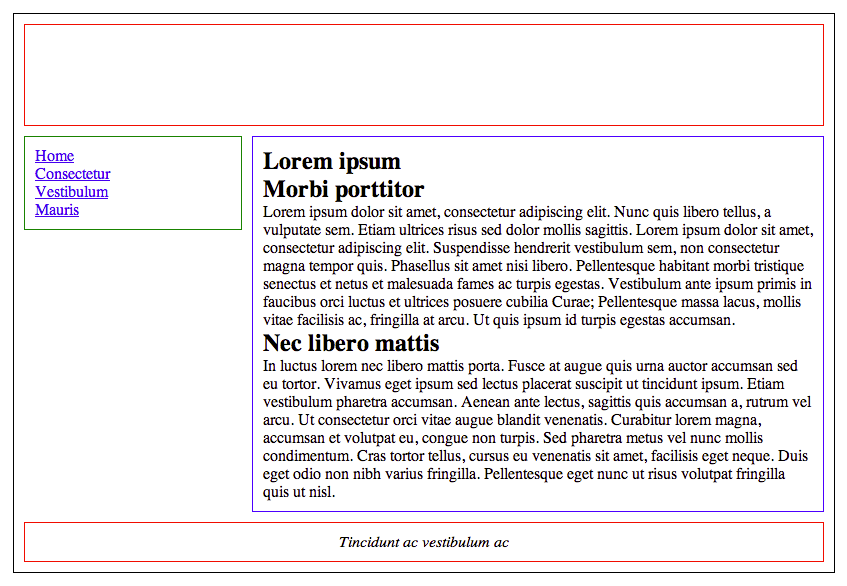 Home
Consectetur
Vestibulum
Mauris
Lorem ipsum
Morbi porttitor
Lorem ipsum dolor sit amet, consectetur adipiscing elit. Nunc quis libero tellus, a
vulputate sem. Etiam ultrices risus sed dolor mollis sagittis. Lorem ipsum dolor sit amet,
consectetur adipiscing elit. Suspendisse hendrerit vestibulum sem, non consectetur
magna tempor quis. Phasellus sit amet nisi libero. Pellentesque habitant morbi tristique
senectus et netus et malesuada fames ac turpis egestas. Vestibulum ante ipsum primis in
faucibus orci luctus et ultrices posuere cubilia Curae; Pellentesque massa lacus, mollis
vitae facilisis ac, fringilla at arcu. Ut quis ipsum id turpis egestas accumsan.
Nec libero mattis
In luctus lorem nec libero mattis porta. Fusce at augue quis urna auctor accumsan sed
eu tortor. Vivamus eget ipsum sed lectus placerat suscipit ut tincidunt ipsum. Etiam
vestibulum pharetra accumsan. Aenean ante lectus, sagittis quis accumsan a, rutrum vel
arcu. Ut consectetur orci vitae augue blandit venenatis. Curabitur lorem magna,
accumsan et volutpat eu, congue non turpis. Sed pharetra metus vel nunc mollis
condimentum. Cras tortor tellus, cursus eu venenatis sit amet, facilisis eget neque. Duis
eget odio non nibh varius fringilla. Pellentesque eget nunc ut risus volutpat fringilla
quis ut nisl.
Tincidunt ac vestibulum ac